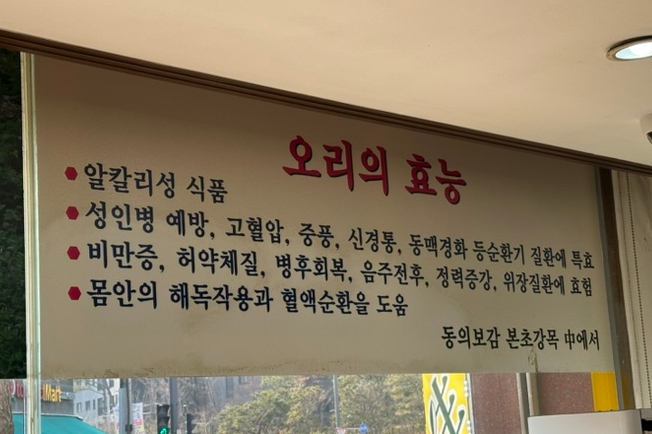 오리의 효능
알칼리성 식품
성인병 예방, 고혈압, 중풍, 신경통, 동맥경화 등순환기 질환에 특효
비만증, 허약체질, 병후회복, 음주전후, 정력증강, 위장질환에 효험
몸안의 해독작용과 혈액순환을 도움
동의보감 본초강목 中에서
Mart